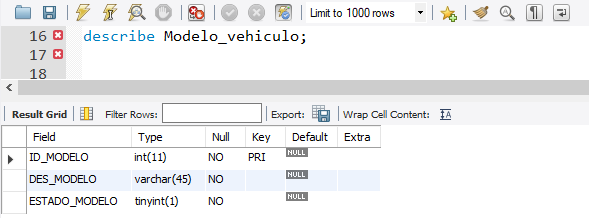 Limit to 1000 rows
16 describe Modelo_vehiculo;
17
18
Result Grid Filter Rows: Export: Wrap Cell Content: IA
Field Type Null Key Default Extra
ID_MODELO int(11) NO PRI NULL
DES_MODELO varchar(45) NO NULL
ESTADO_MODELO tinyint(1) NO NULL